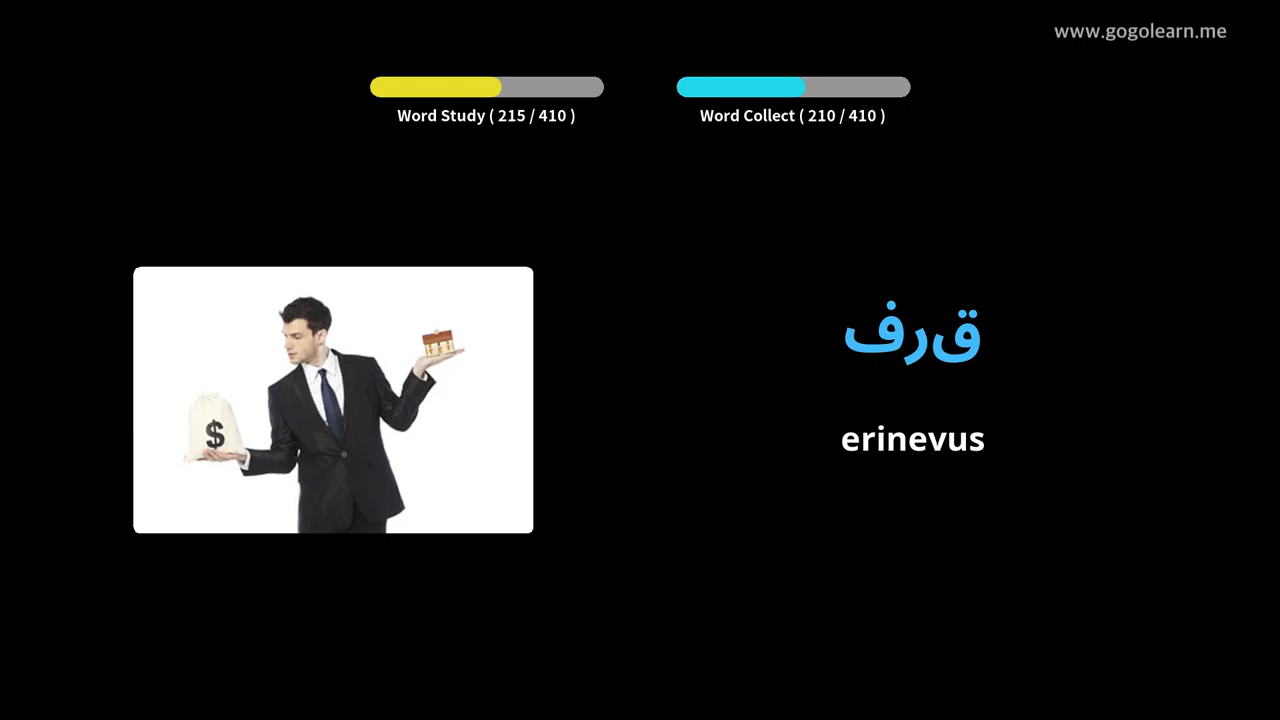 www.gogolearn.me
Word Study ( 215 / 410 )
Word Collect ( 210 / 410 )
قرف
erinevus
$